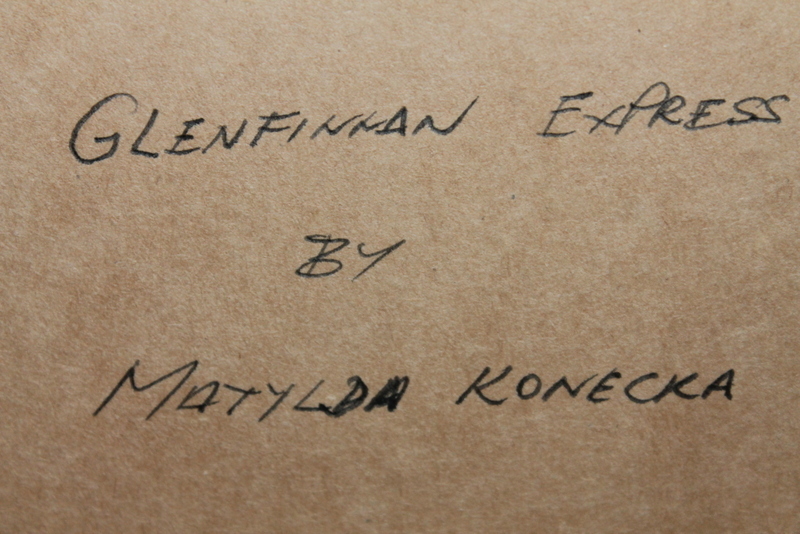 GLENFINNAN EXPRESS
BY
MATYLDA KONECKA